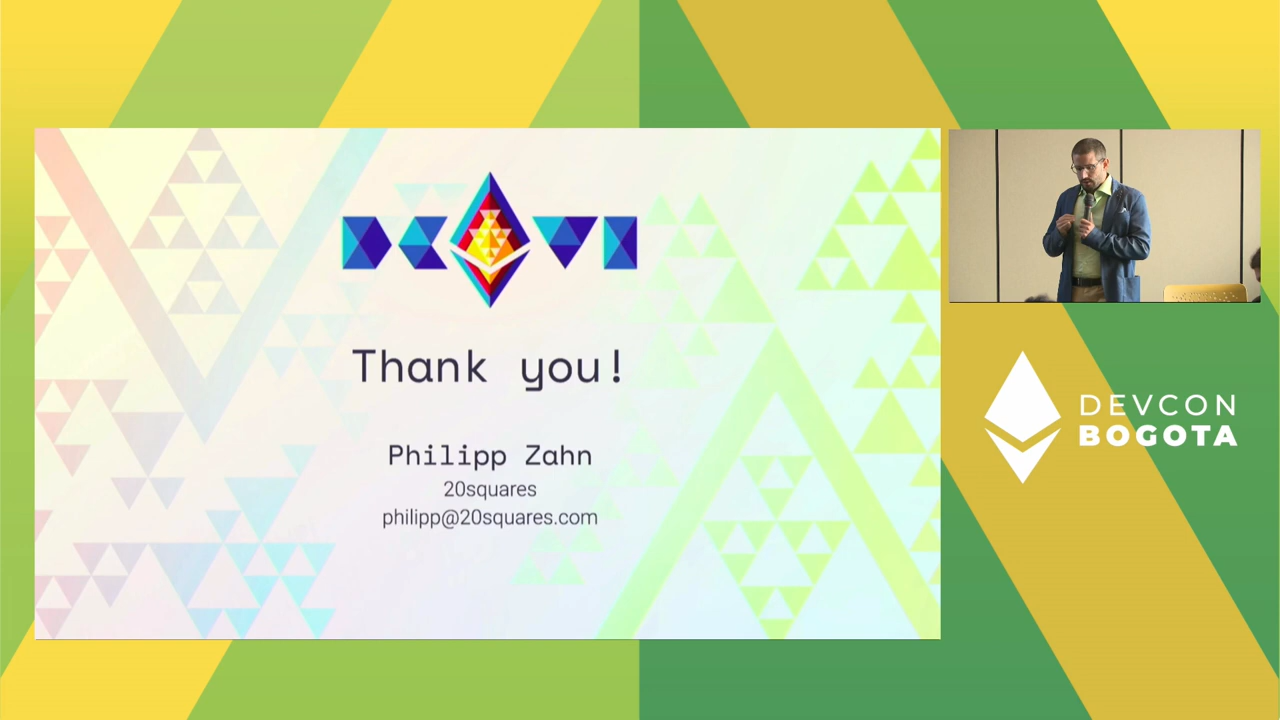 Thank you!
Philipp Zahn
20squares
philipp@20squares.com
DEVCON
BOGOTA